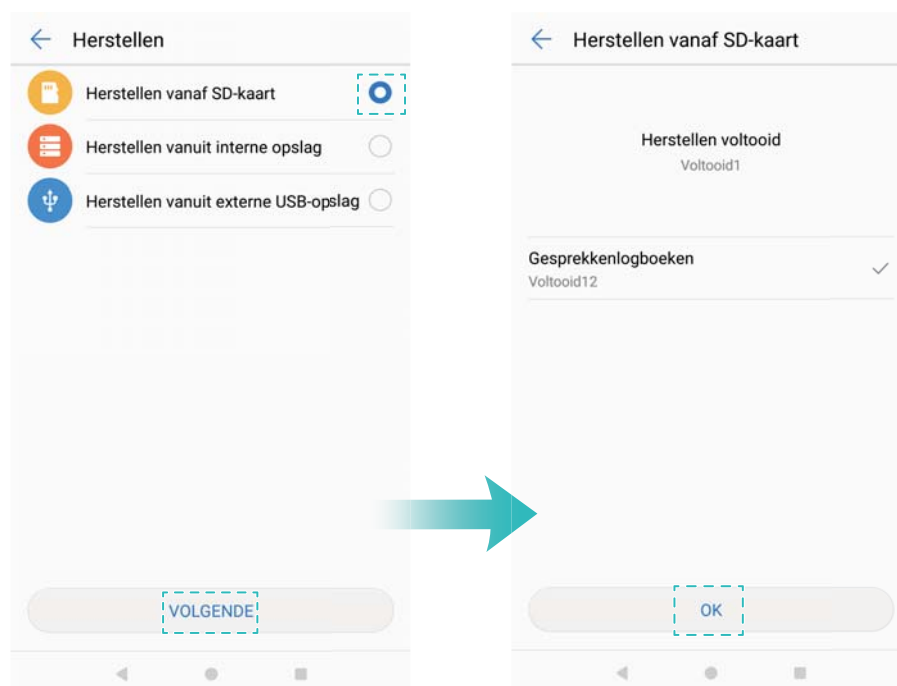 Herstellen
Herstellen vanaf SD-kaart
Herstellen vanuit interne opslag
Herstellen vanuit externe USB-opslag
VOLGENDE
Herstellen vanaf SD-kaart
Herstellen voltooid
Voltooid1
Gesprekkenlogboeken
Voltooid12
OK